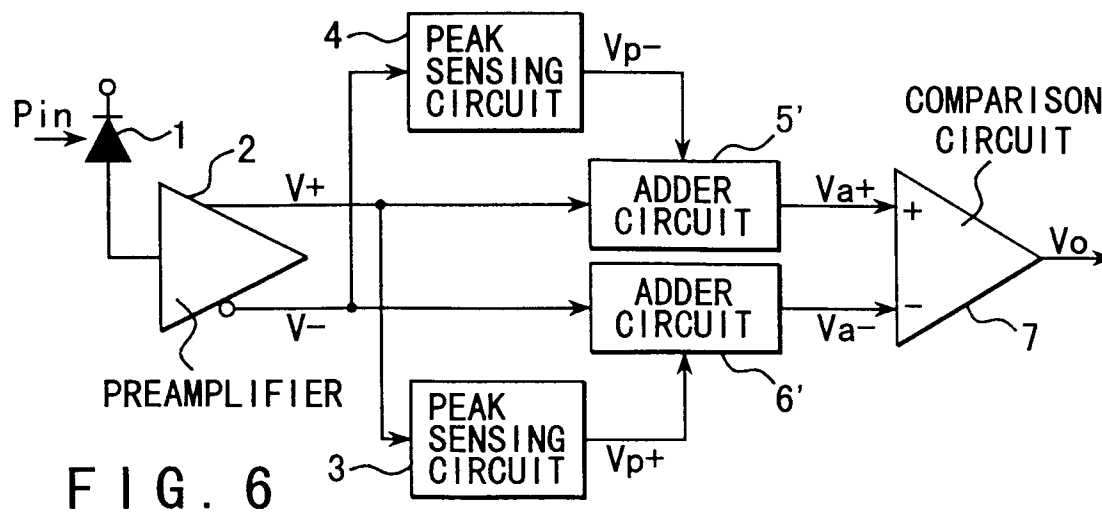 4
PEAK
SENSING
CIRCUIT
Vp-
Pin
1
2
V+
5'
ADDER
CIRCUIT
Va+
COMPARISON
CIRCUIT
+
-
Vo
7
V-
ADDER
CIRCUIT
Va-
6'
PREAMPLIFIER
PEAK
SENSING
CIRCUIT
3
Vp+
FIG. 6